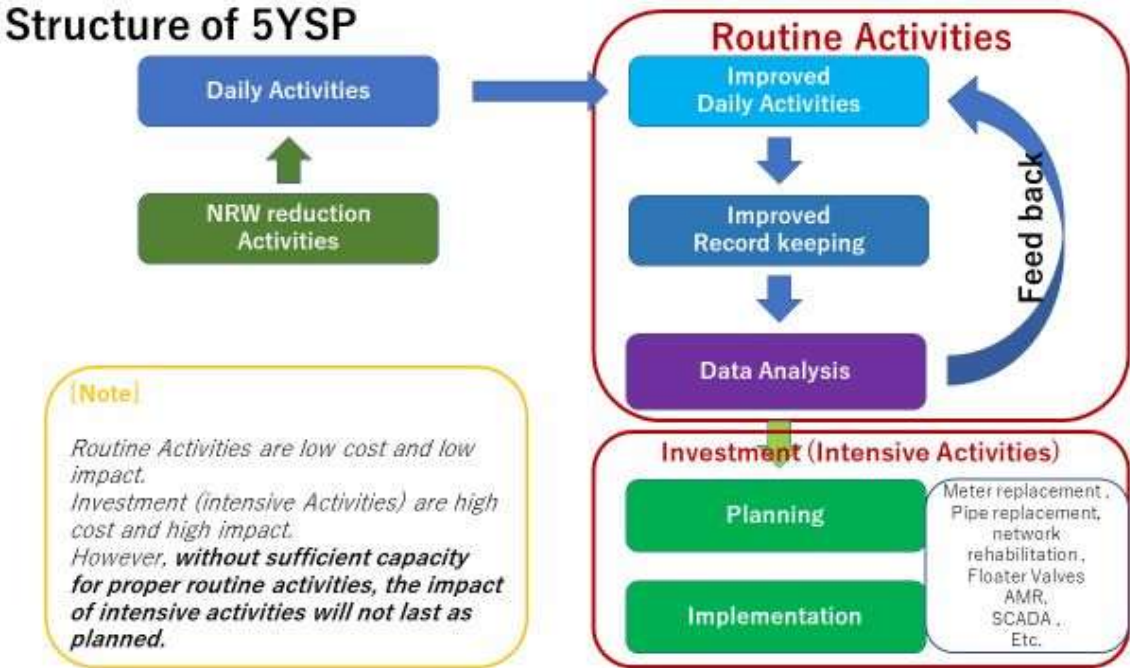 Structure of 5YSP
Daily Activities
NRW reduction
Activities
Routine Activities
Improved
Daily Activities
Improved
Record keeping
Data Analysis
Feed back
[Note]
Routine Activities are low cost and low
impact.
Investment (intensive Activities) are high
cost and high impact.
However, without sufficient capacity
for proper routine activities, the impact
of intensive activities will not last as
planned.
Investment (Intensive Activities)
Planning
Implementation
Meter replacement ,
Pipe replacement,
network
rehabilitation ,
Floater Valves
AMR,
SCADA ,
Etc.